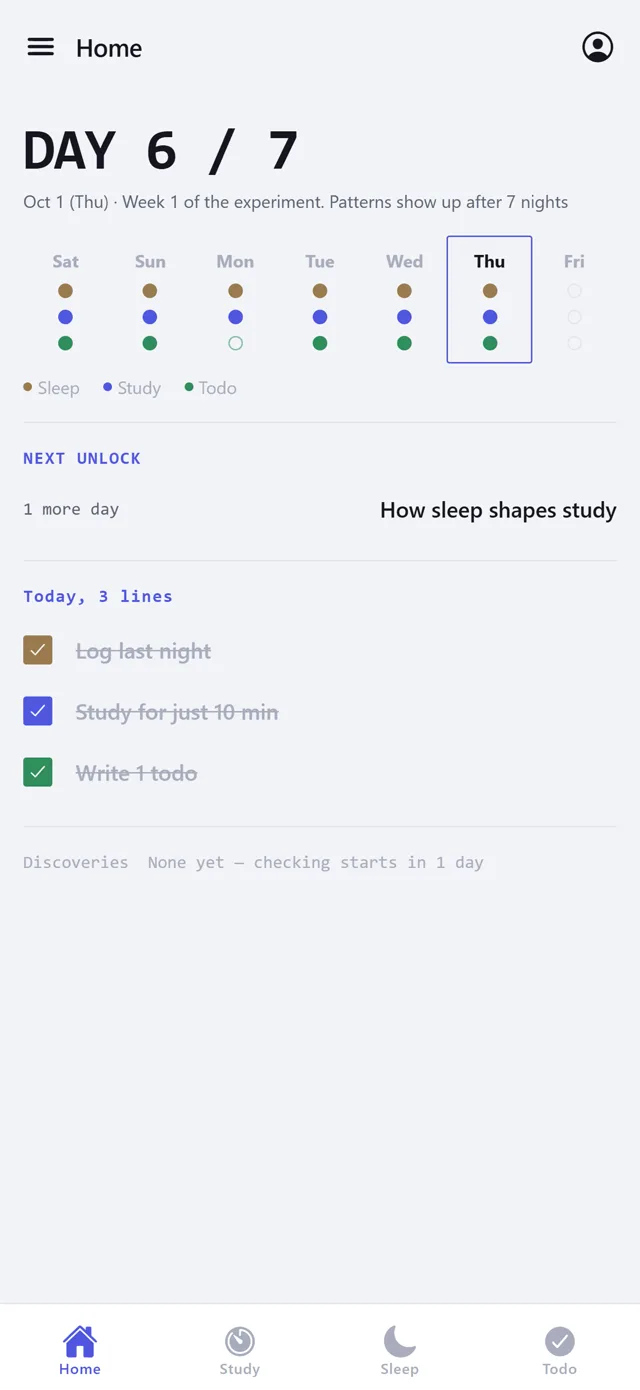 Home
DAY 6 / 7
Oct 1 (Thu) · Week 1 of the experiment. Patterns show up after 7 nights
Sat Sun Mon Tue Wed Thu Fri
Sleep Study Todo
NEXT UNLOCK
1 more day How sleep shapes study
Today, 3 lines
Log last night
Study for just 10 min
Write 1 todo
Discoveries None yet — checking starts in 1 day
Home Study Sleep Todo